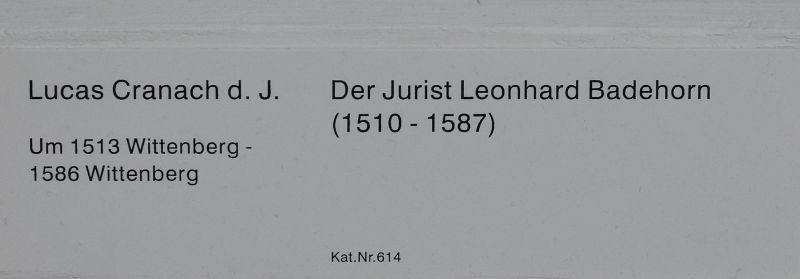 Lucas Cranach d. J.
Um 1513 Wittenberg -
1586 Wittenberg
Der Jurist Leonhard Badehorn
(1510 - 1587)
Kat.Nr.614